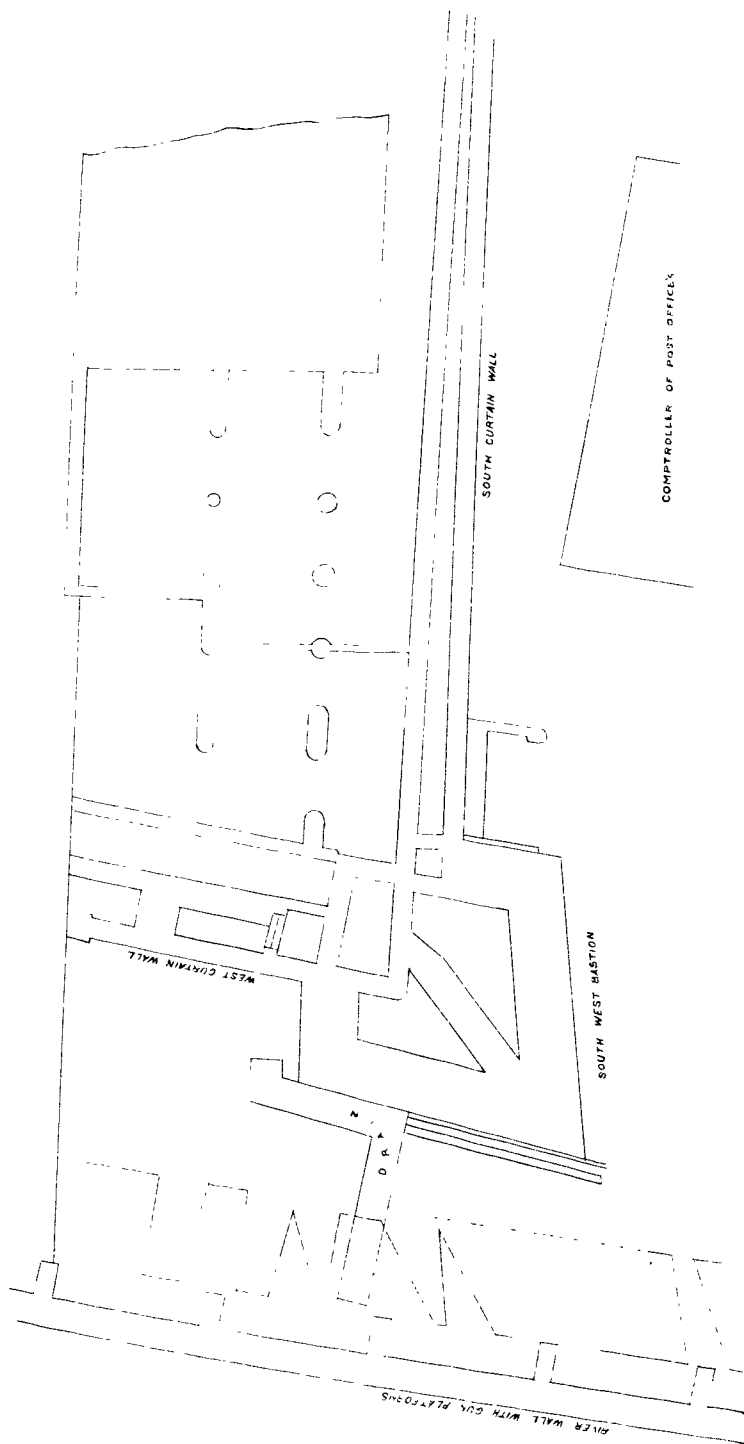 COMPTROLLER OF POST OFFICES
SOUTH CURTAIN WALL
WEST CURTAIN WALL
SOUTH WEST BASTION
DRAIN
RIVER WALL WITH GUN PLATFORMS